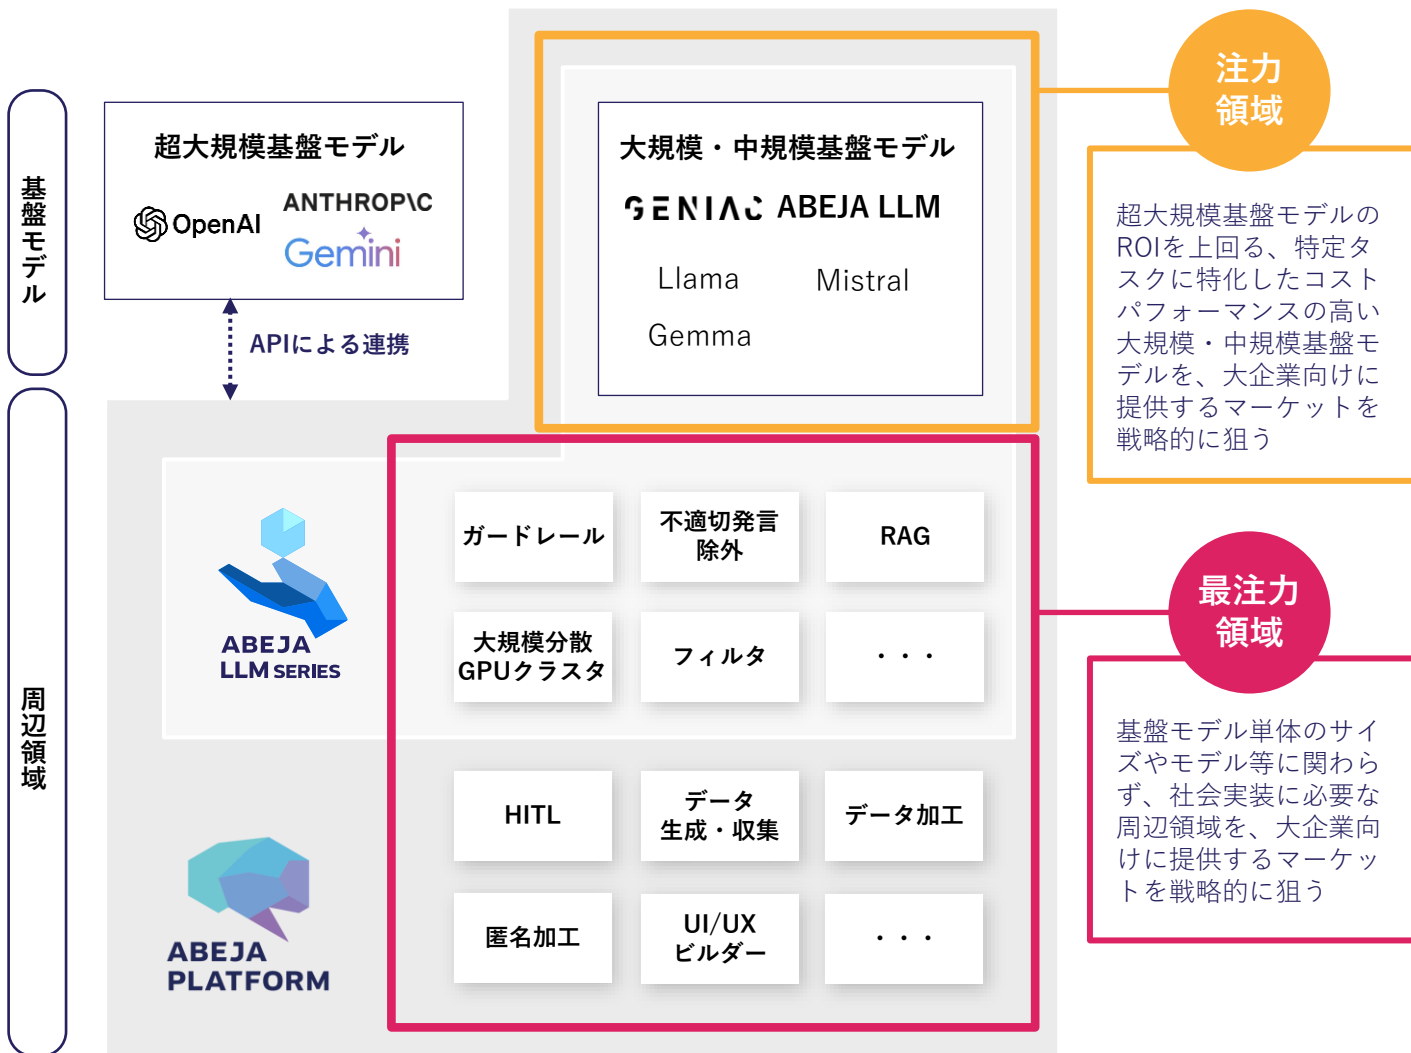 基盤モデル
超大規模基盤モデル
OpenAI
ANTHROP\C
Gemini
APIによる連携
大規模・中規模基盤モデル
GENIAC ABEJA LLM
Llama
Mistral
Gemma
注力
領域
超大規模基盤モデルの
ROIを上回る、特定タ
スクに特化したコスト
パフォーマンスの高い
大規模・中規模基盤モ
デルを、大企業向けに
提供するマーケットを
戦略的に狙う
周辺領域
ABEJA
LLM SERIES
ガードレール
不適切発言
除外
RAG
大規模分散
GPUクラスタ
フィルタ
・・・
ABEJA
PLATFORM
HITL
データ
生成・収集
データ加工
匿名加工
UI/UX
ビルダー
・・・
最注力
領域
基盤モデル単体のサイ
ズやモデル等に関わら
ず、社会実装に必要な
周辺領域を、大企業向
けに提供するマーケッ
トを戦略的に狙う